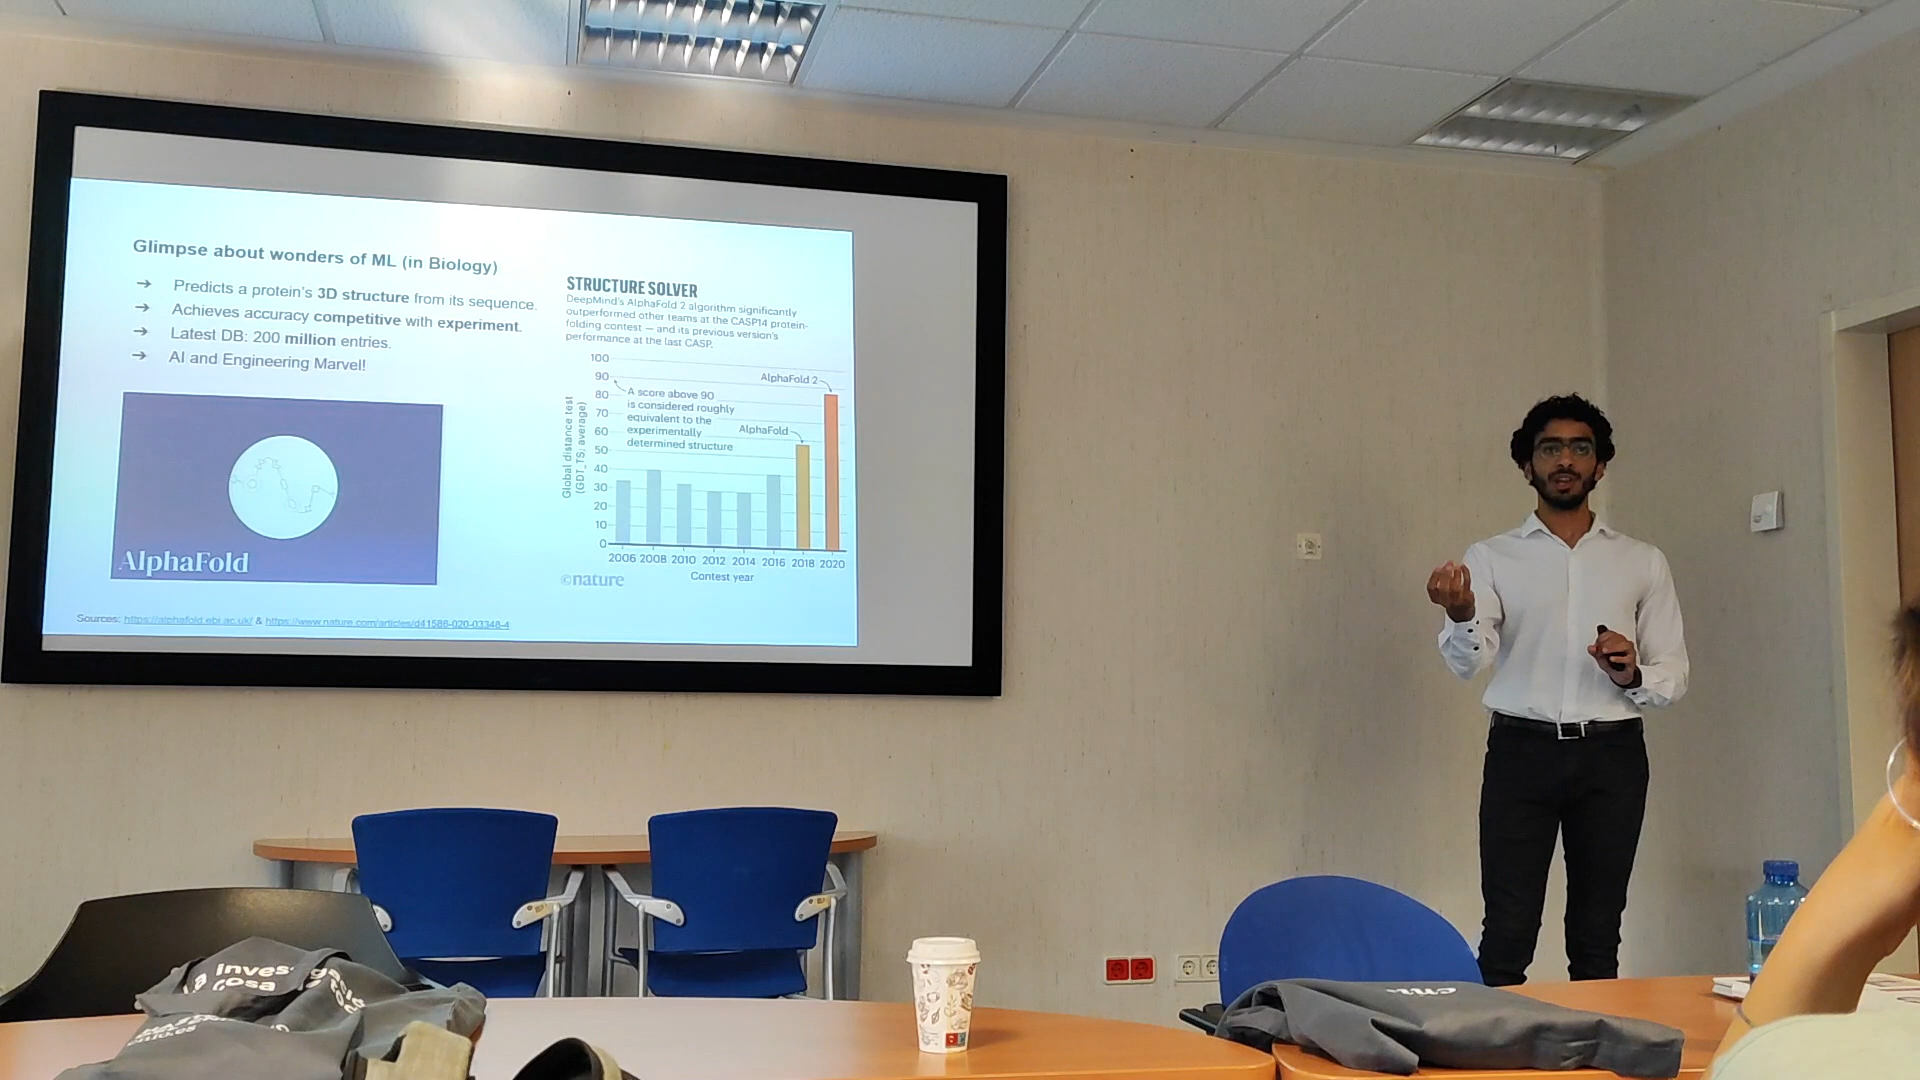 Glimpse about wonders of ML (in Biology)
➔ Predicts a protein's 3D structure from its sequence.
➔ Achieves accuracy competitive with experiment.
➔ Latest DB: 200 million entries.
➔ AI and Engineering Marvel!
AlphaFold
Sources: https://alphafold.ebi.ac.uk/ & https://www.nature.com/articles/d41586-020-03348-4
STRUCTURE SOLVER
DeepMind's AlphaFold 2 algorithm significantly
outperformed other teams at the CASP14 protein-
folding contest — and its previous version's
performance at the last CASP.
Global distance test
(GDT_TS; average)
100
90
80
70
60
50
40
30
20
10
0
A score above 90
is considered roughly
equivalent to the
experimentally
determined structure
AlphaFold 2
AlphaFold
2006 2008 2010 2012 2014 2016 2018 2020
Contest year
©nature
inves
cosa